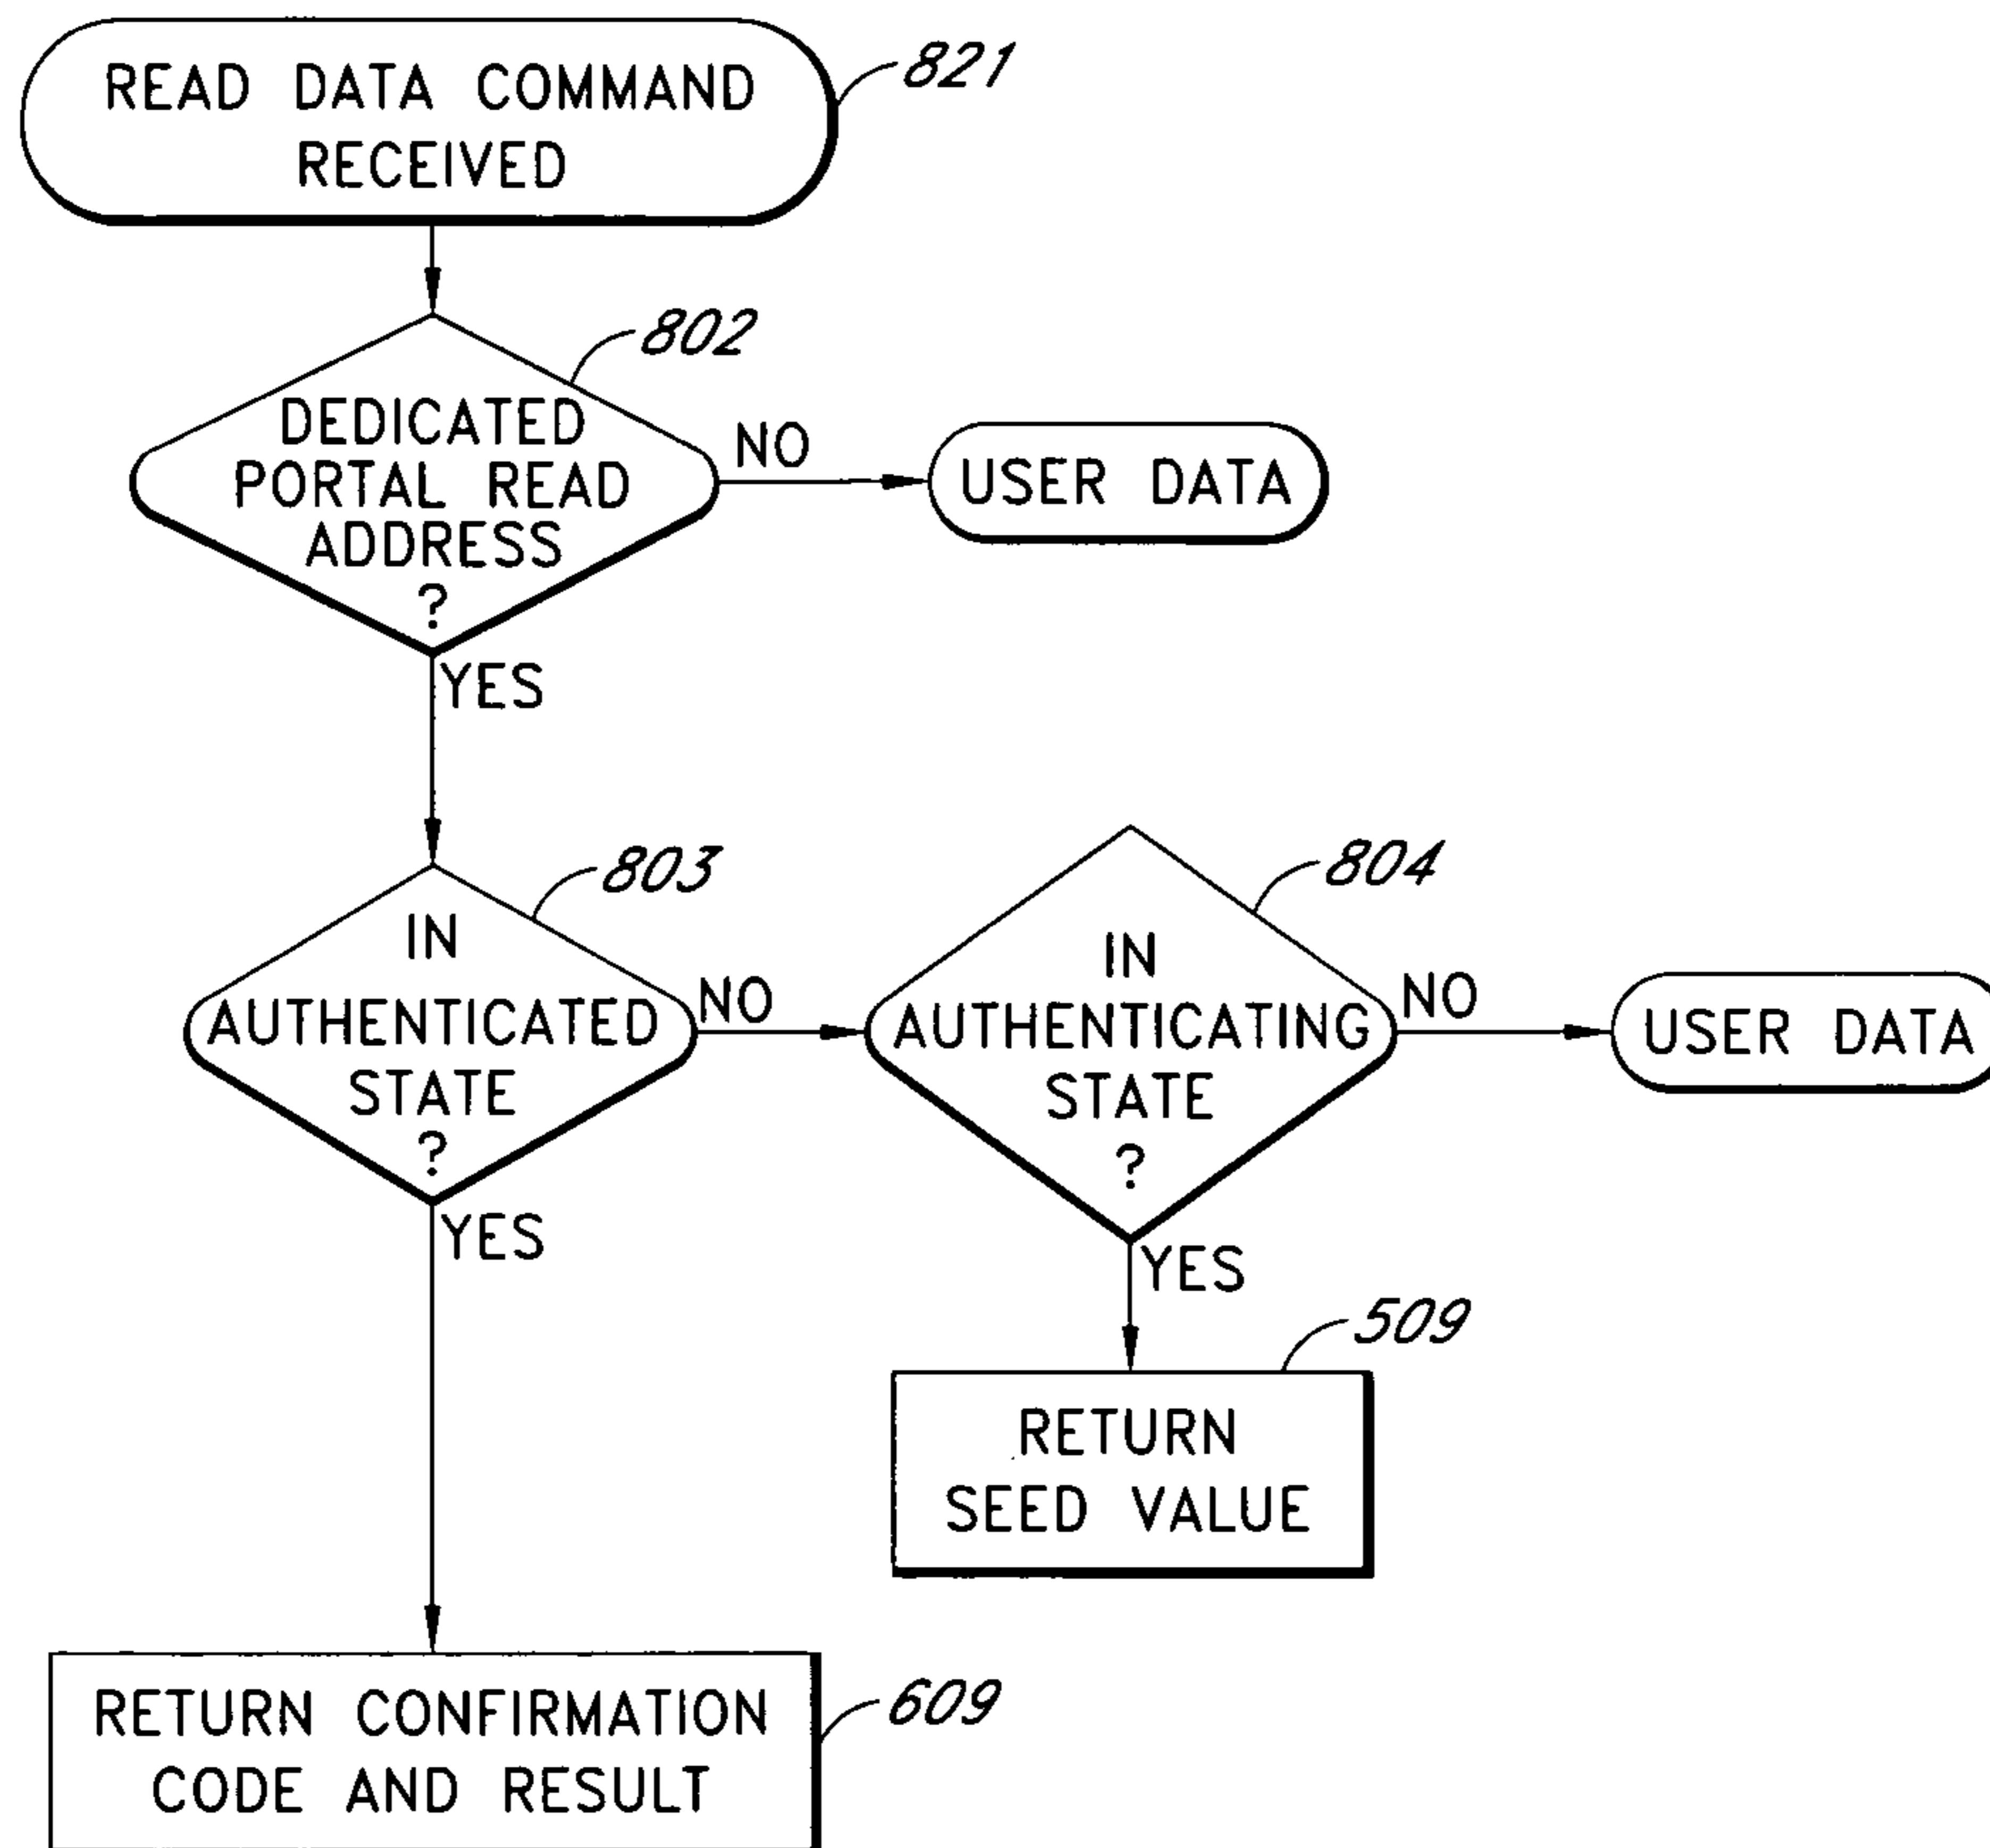 READ DATA COMMAND
RECEIVED
821
802
DEDICATED
PORTAL READ
ADDRESS
?
NO
USER DATA
YES
803
IN
AUTHENTICATED
STATE
?
NO
804
IN
AUTHENTICATING
STATE
?
NO
USER DATA
YES
YES
509
RETURN
SEED VALUE
RETURN CONFIRMATION
CODE AND RESULT
609